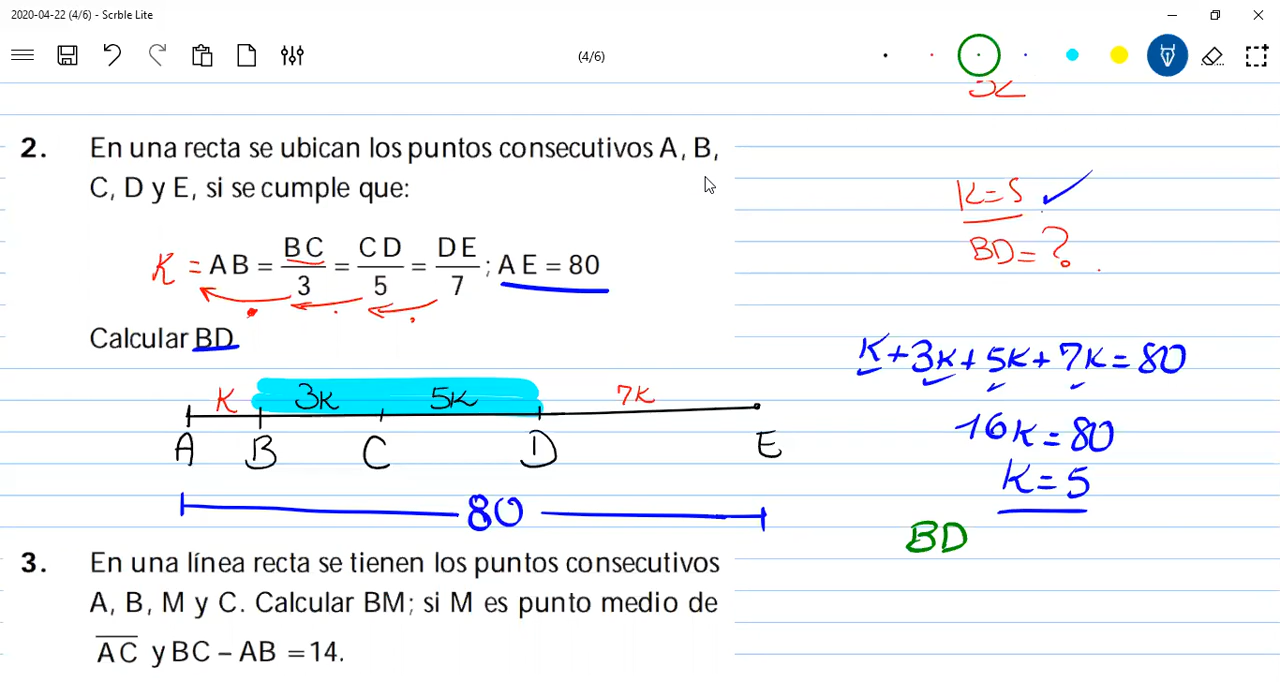 2020-04-22 (4/6) - Scrble Lite
(4/6)
2. En una recta se ubican los puntos consecutivos A, B,
C, D y E, si se cumple que:
K = AB = BC/3 = CD/5 = DE/7 ; AE = 80
Calcular BD
K 3K 5K 7K
A B C D E
80
K=5 ✓
BD=?
K+3K+5K+7K=80
16K=80
K=5
BD
3. En una línea recta se tienen los puntos consecutivos
A, B, M y C. Calcular BM; si M es punto medio de
A͞C͞ y BC – AB = 14.